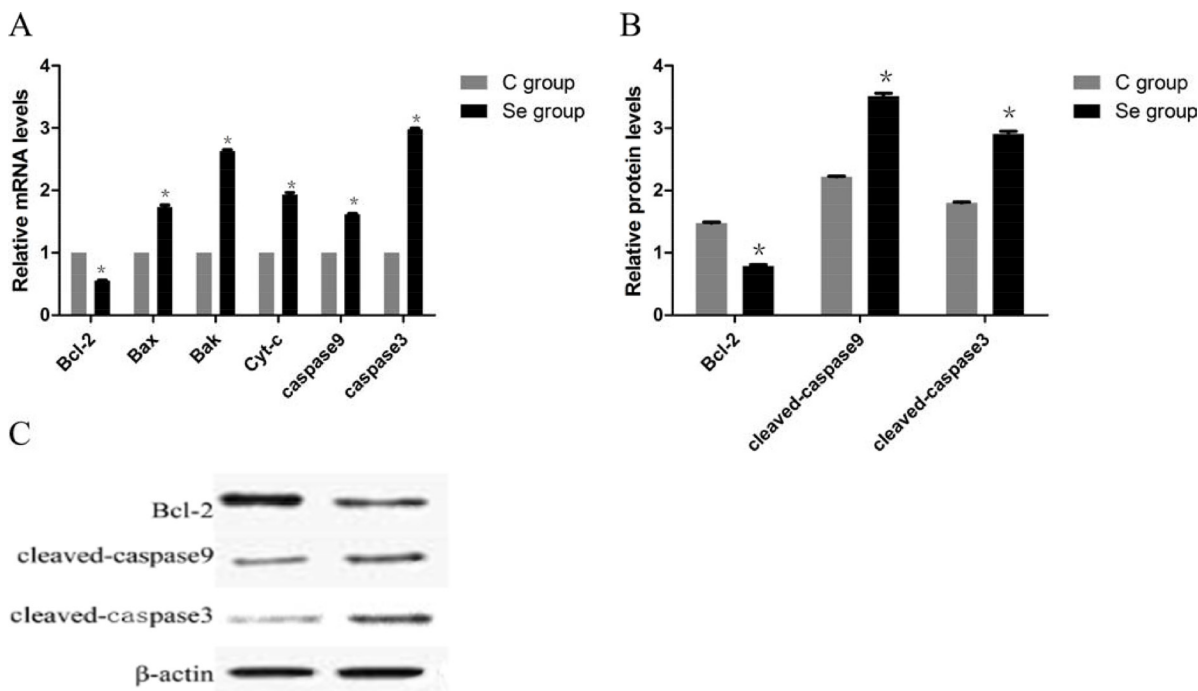 A
Relative mRNA levels
4
3
2
1
0
*
*
*
*
*
*
Bcl-2
Bax
Bak
Cyt-c
caspase9
caspase3
C group
Se group
B
Relative protein levels
4
3
2
1
0
*
*
*
Bcl-2
cleaved-caspase9
cleaved-caspase3
C group
Se group
C
Bcl-2
cleaved-caspase9
cleaved-caspase3
β-actin